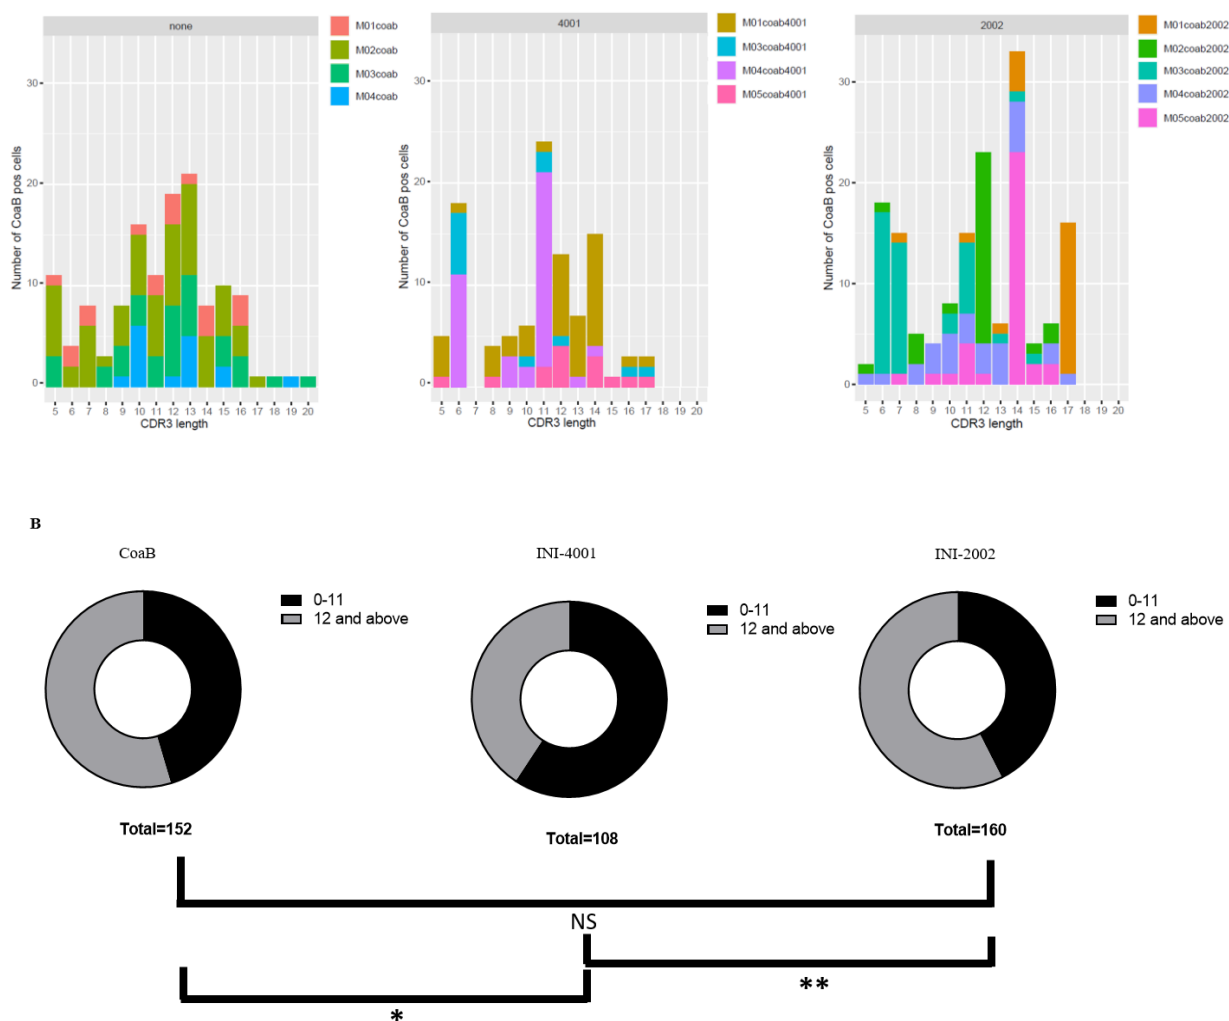 none
M01coab
M02coab
M03coab
M04coab
Number of CoaB pos cells
30
20
10
0
5 6 7 8 9 10 11 12 13 14 15 16 17 18 19 20
CDR3 length
4001
M01coab4001
M03coab4001
M04coab4001
M05coab4001
Number of CoaB pos cells
30
20
10
0
5 6 7 8 9 10 11 12 13 14 15 16 17 18 19 20
CDR3 length
2002
M01coab2002
M02coab2002
M03coab2002
M04coab2002
M05coab2002
Number of CoaB pos cells
30
20
10
0
5 6 7 8 9 10 11 12 13 14 15 16 17 18 19 20
CDR3 length
B
CoaB
0-11
12 and above
Total=152
INI-4001
0-11
12 and above
Total=108
INI-2002
0-11
12 and above
Total=160
NS
**
*